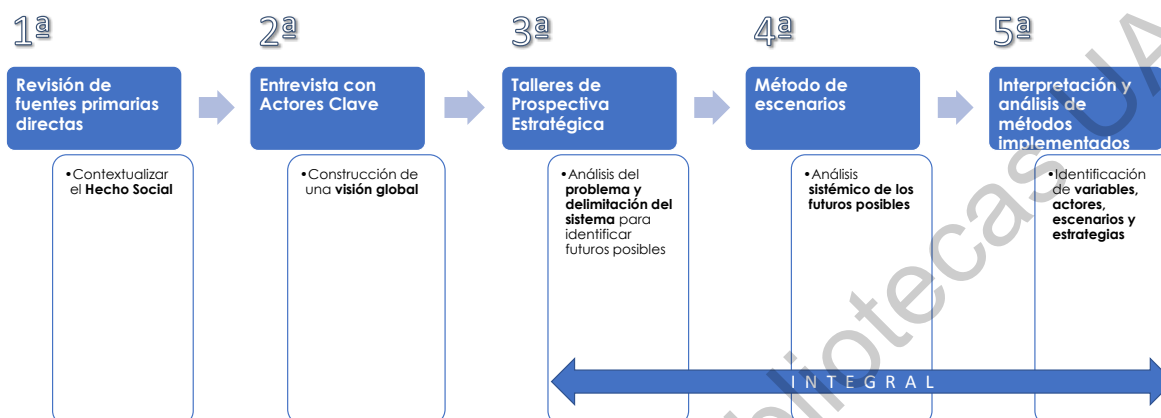 1ª
2ª
3ª
4ª
5ª
Revisión de
fuentes primarias
directas
Entrevista con
Actores Clave
Talleres de
Prospectiva
Estratégica
Método de
escenarios
Interpretación y
análisis de
métodos
implementados
•Contextualizar
el Hecho Social
•Construcción de
una visión global
•Análisis del
problema y
delimitación del
sistema para
identificar
futuros posibles
•Análisis
sistémico de los
futuros posibles
•Identificación
de variables,
actores,
escenarios y
estrategias
INTEGRAL
bliotecas UA